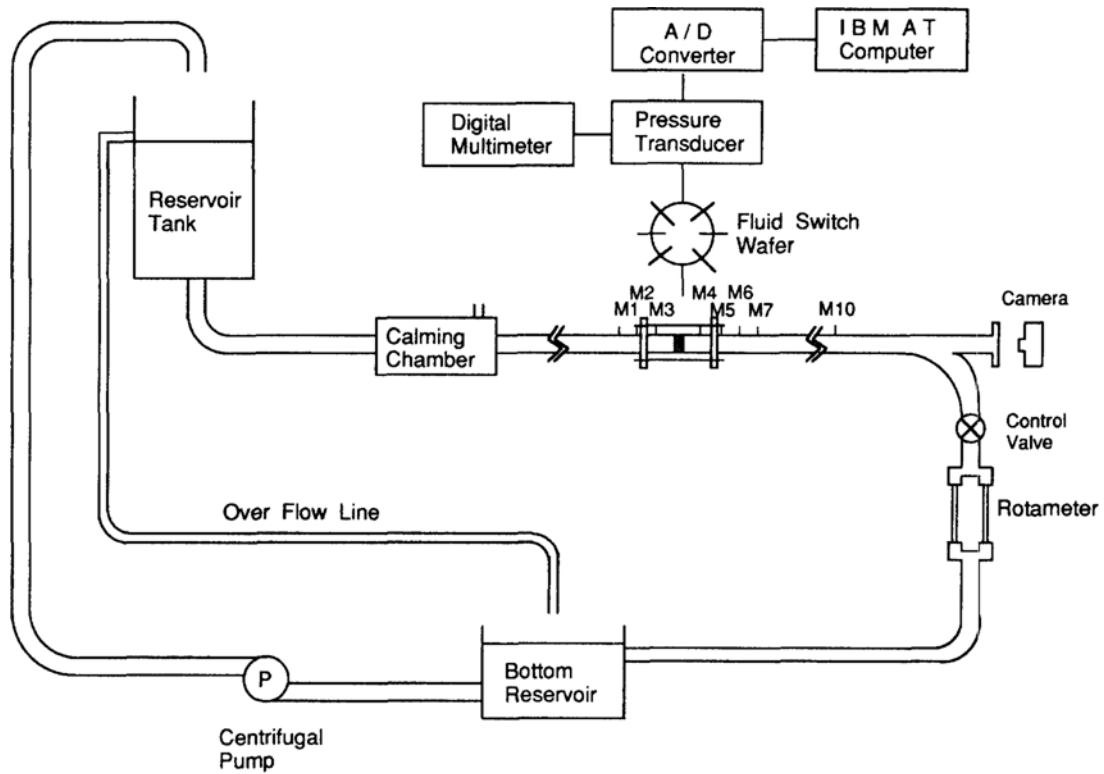 A / D
Converter
I B M A T
Computer
Digital
Multimeter
Pressure
Transducer
Reservoir
Tank
Fluid Switch
Wafer
M2
M4
M6
M1
M3
M5
M7
M10
Camera
Calming
Chamber
Control
Valve
Over Flow Line
Rotameter
P
Bottom
Reservoir
Centrifugal
Pump